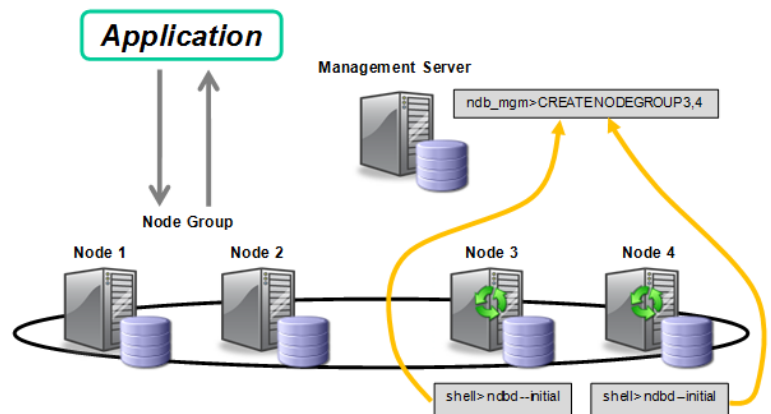 Application
Management Server
ndb_mgm>CREATENODEGROUP3,4
Node Group
Node 1
Node 2
Node 3
Node 4
shell>ndbd--initial
shell>ndbd–initial